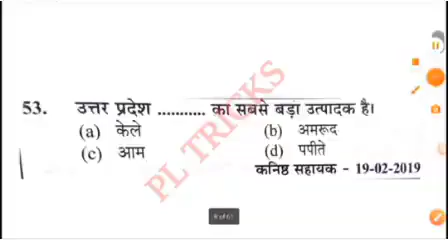 53. उत्तर प्रदेश ........... का सबसे बड़ा उत्पादक है।
(a) केले (b) अमरूद
(c) आम (d) पपीते
कनिष्ठ सहायक - 19-02-2019
PL TRICKS